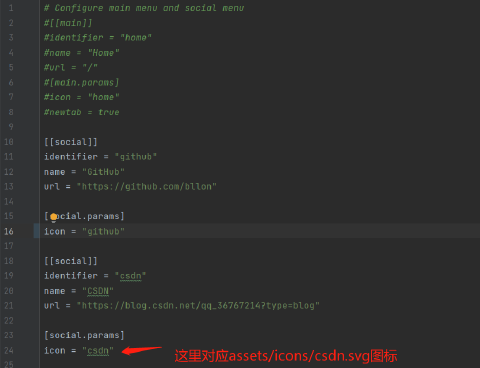 1 # Configure main menu and social menu
2 #[[main]]
3 #identifier = "home"
4 #name = "Home"
5 #url = "/"
6 #[main.params]
7 #icon = "home"
8 #newtab = true
9
10 [[social]]
11 identifier = "github"
12 name = "GitHub"
13 url = "https://github.com/bllon"
14
15 [social.params]
16 icon = "github"
17
18 [[social]]
19 identifier = "csdn"
20 name = "CSDN"
21 url = "https://blog.csdn.net/qq_36767214?type=blog"
22
23 [social.params]
24 icon = "csdn" 这里对应assets/icons/csdn.svg图标
25